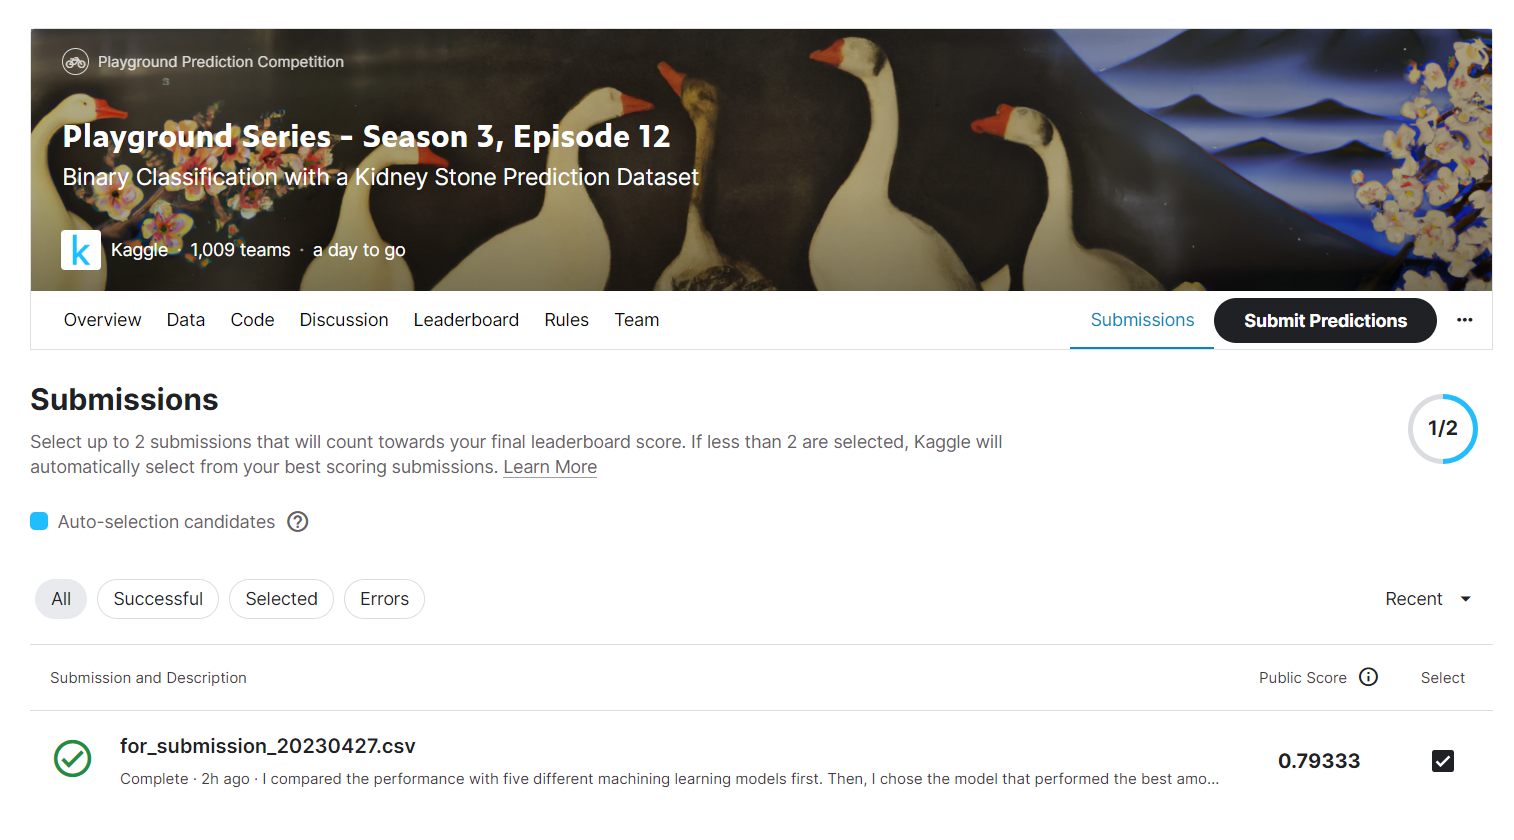 Playground Prediction Competition
Playground Series - Season 3, Episode 12
Binary Classification with a Kidney Stone Prediction Dataset
k
Kaggle · 1,009 teams · a day to go
Overview Data Code Discussion Leaderboard Rules Team Submissions Submit Predictions ···
Submissions
Select up to 2 submissions that will count towards your final leaderboard score. If less than 2 are selected, Kaggle will
automatically select from your best scoring submissions. Learn More
1/2
Auto-selection candidates ?
All Successful Selected Errors Recent
Submission and Description Public Score Select
for_submission_20230427.csv
Complete · 2h ago · I compared the performance with five different machining learning models first. Then, I chose the model that performed the best amo...
0.79333